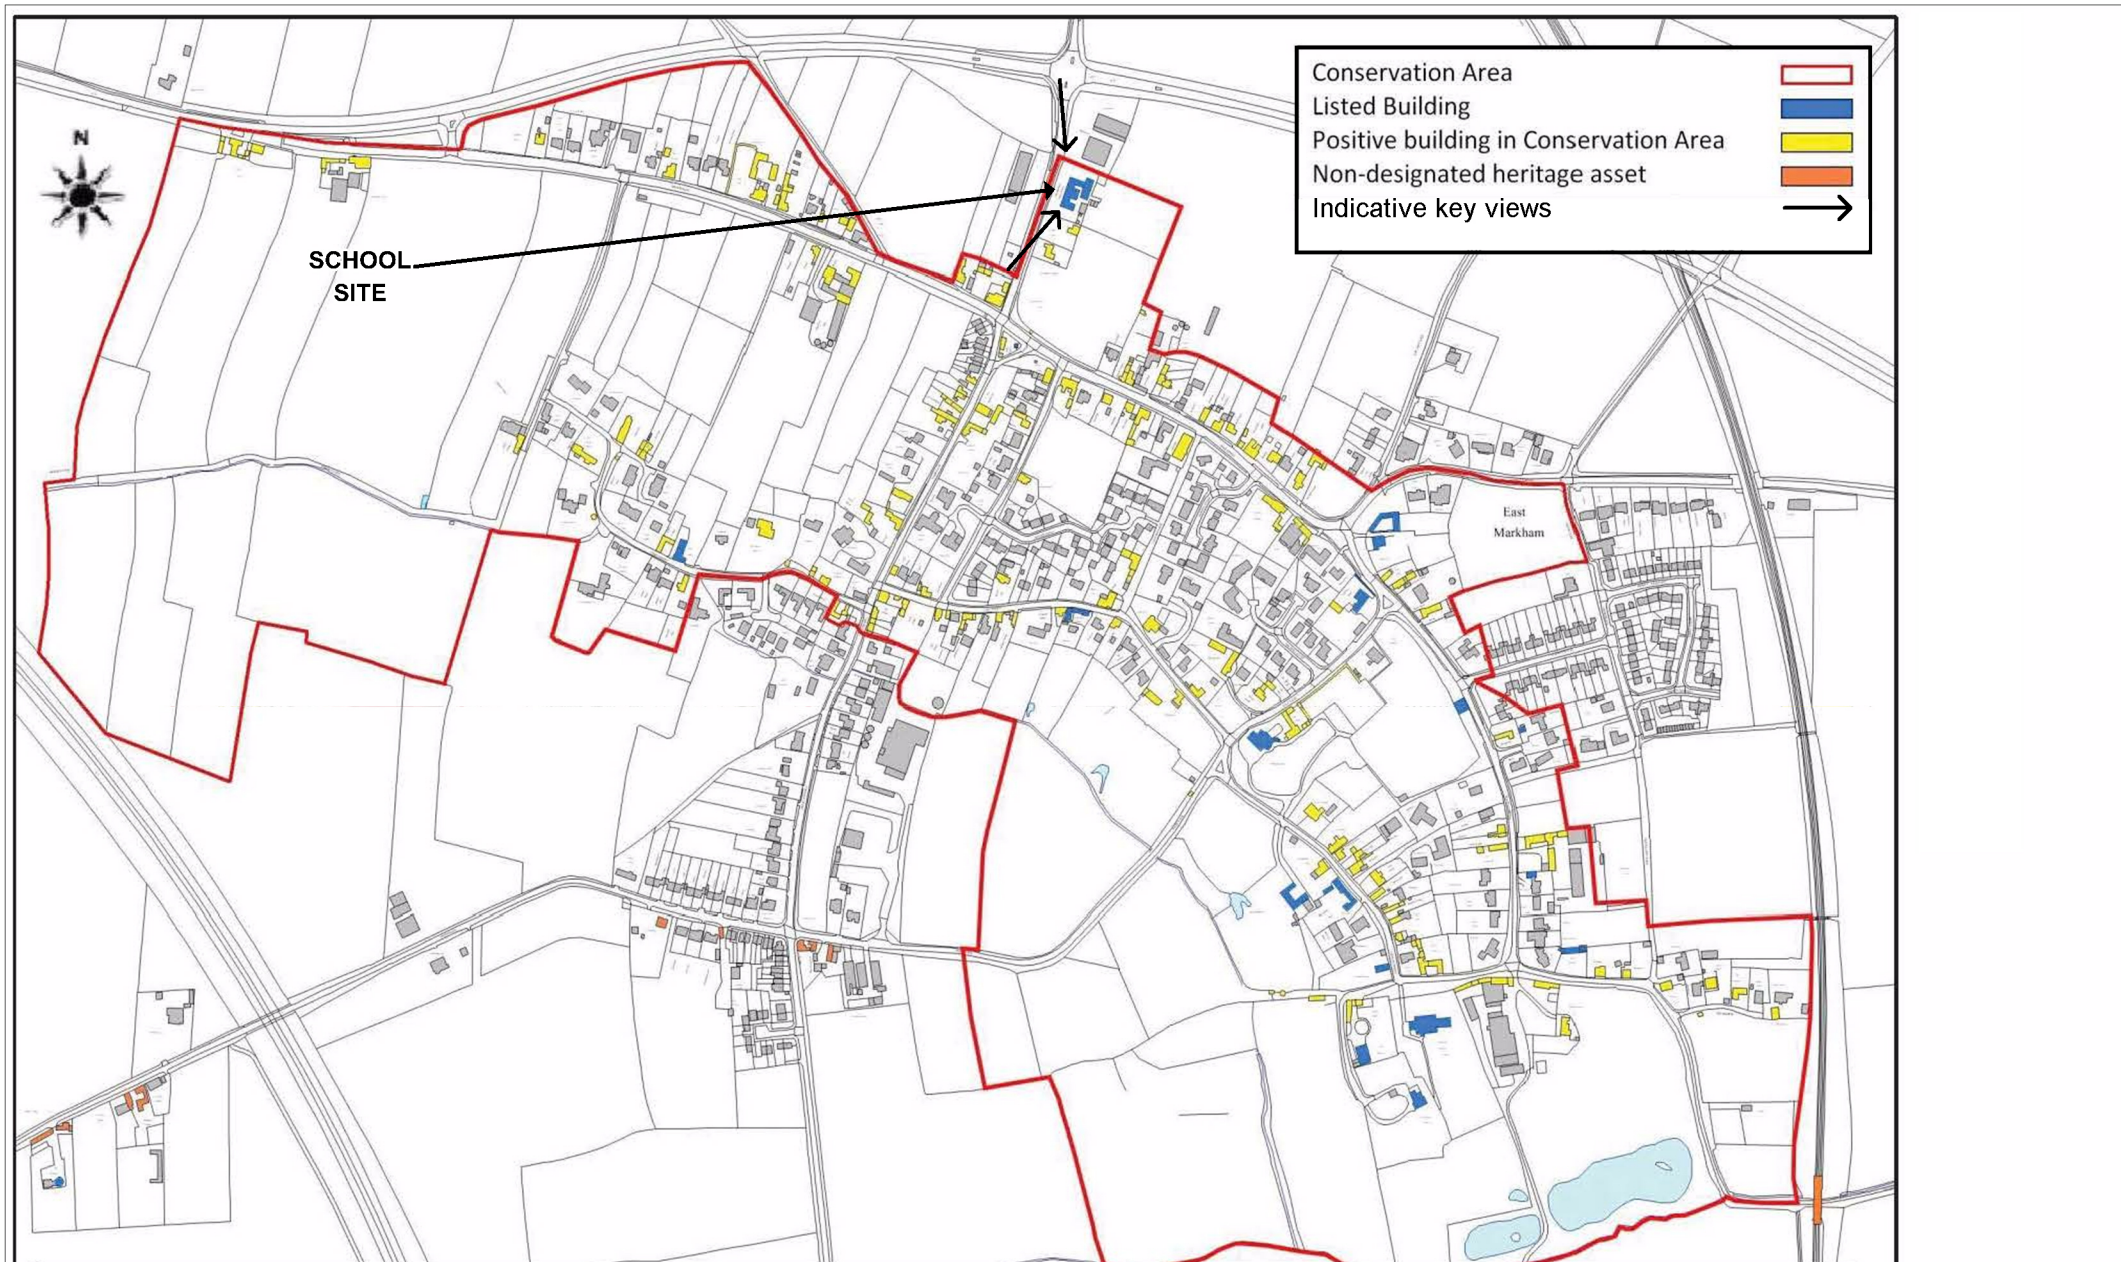 Conservation Area
Listed Building
Positive building in Conservation Area
Non-designated heritage asset
Indicative key views
N
SCHOOL
SITE
East
Markham